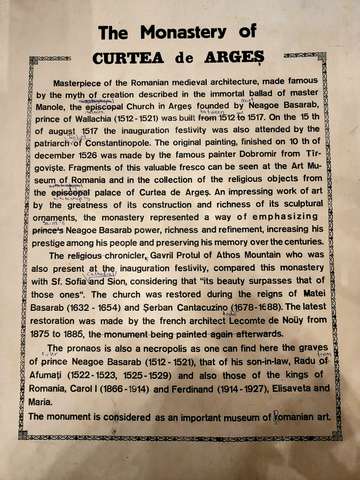 The Monastery of
CURTEA de ARGEȘ
Masterpiece of the Romanian medieval architecture, made famous
by the myth of creation described in the immortal ballad of master
Manole, the episcopal Church in Argeș founded by Neagoe Basarab,
prince of Wallachia (1512-1521) was built from 1512 to 1517. On the 15 th
of august 1517 the inauguration festivity was also attended by the
patriarch of Constantinopole. The original painting, finished on 10 th of
december 1526 was made by the famous painter Dobromir from Tîr-
goviște. Fragments of this valuable fresco can be seen at the Art Mu-
seum of Romania and in the collection of the religious objects from
the episcopal palace of Curtea de Argeș. An impressing work of art
by the greatness of its construction and richness of its sculptural
ornaments, the monastery represented a way of emphasizing
prince's Neagoe Basarab power, richness and refinement, increasing his
prestige among his people and preserving his memory over the centuries.
The religious chronicler, Gavril Protul of Athos Mountain who was
also present at the inauguration festivity, compared this monastery
with Sf. Sofia and Sion, considering that "its beauty surpasses that of
those ones". The church was restored during the reigns of Matei
Basarab (1632 - 1654) and Șerban Cantacuzino (1678-1688). The latest
restoration was made by the french architect Lecomte de Noüy from
1875 to 1885, the monument being painted again afterwards.
The pronaos is also a necropolis as one can find here the graves
of prince Neagoe Basarab (1512 - 1521), that of his son-in-law, Radu of
Afumați (1522-1523, 1525-1529) and also those of the kings of
Romania, Carol I (1866 -1914) and Ferdinand (1914 -1927), Elisaveta and
Maria.
The monument is considered as an important museum of romanian art.